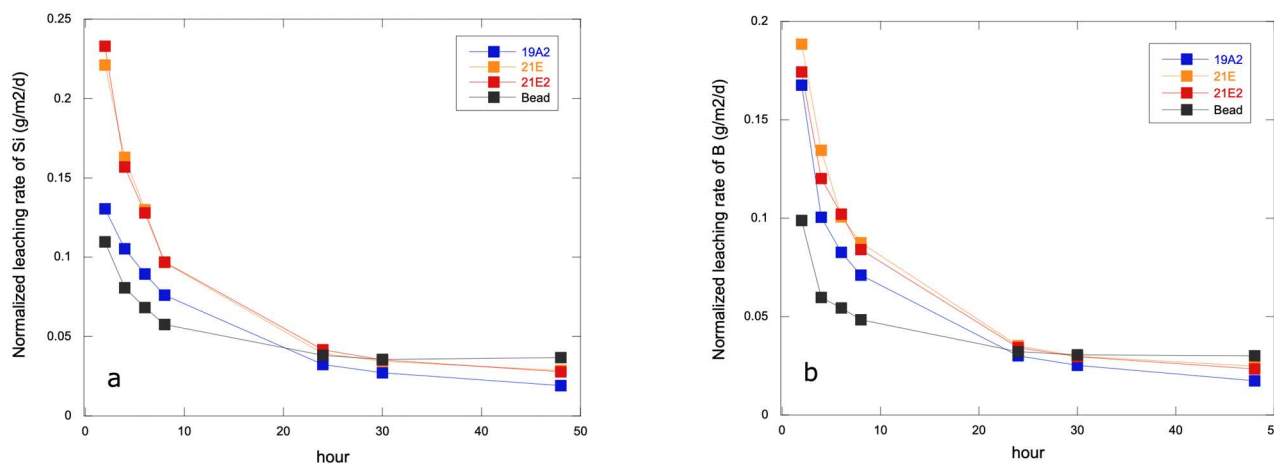 Normalized leaching rate of Si (g/m2/d)
0.25
0.2
0.15
0.1
0.05
0
0
10
20
30
40
50
hour
19A2
21E
21E2
Bead
a
Normalized leaching rate of B (g/m2/d)
0.2
0.15
0.1
0.05
0
0
10
20
30
40
50
hour
19A2
21E
21E2
Bead
b